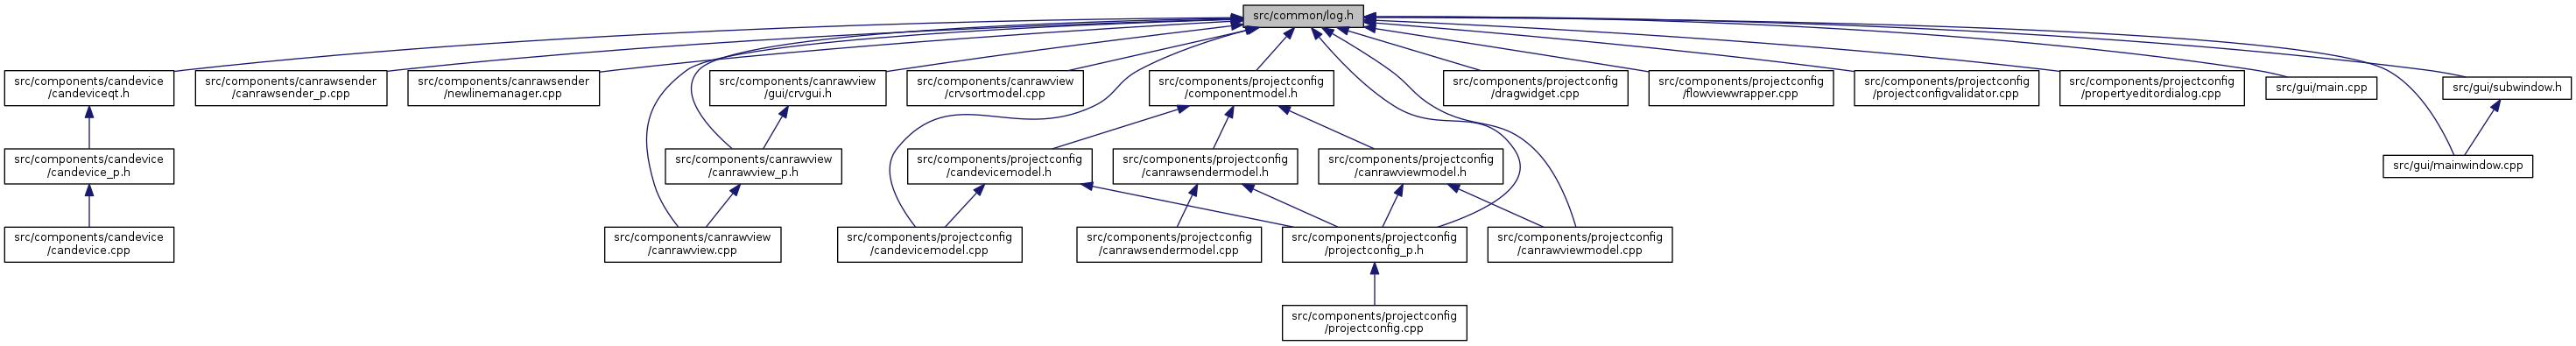 src/common/log.h
src/components/candevice
/candeviceqt.h
src/components/canrawsender
/canrawsender_p.cpp
src/components/canrawsender
/newlinemanager.cpp
src/components/canrawview
/gui/crvgui.h
src/components/canrawview
/crvsortmodel.cpp
src/components/projectconfig
/componentmodel.h
src/components/projectconfig
/dragwidget.cpp
src/components/projectconfig
/flowviewwrapper.cpp
src/components/projectconfig
/projectconfigvalidator.cpp
src/components/projectconfig
/propertyeditordialog.cpp
src/gui/main.cpp
src/gui/subwindow.h
src/components/candevice
/candevice_p.h
src/components/canrawview
/canrawview_p.h
src/components/projectconfig
/candevicemodel.h
src/components/projectconfig
/canrawsendermodel.h
src/components/projectconfig
/canrawviewmodel.h
src/gui/mainwindow.cpp
src/components/candevice
/candevice.cpp
src/components/canrawview
/canrawview.cpp
src/components/projectconfig
/candevicemodel.cpp
src/components/projectconfig
/canrawsendermodel.cpp
src/components/projectconfig
/projectconfig_p.h
src/components/projectconfig
/canrawviewmodel.cpp
src/components/projectconfig
/projectconfig.cpp